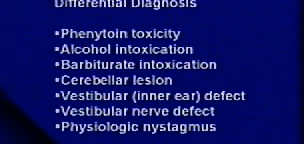 Differential Diagnosis
▪Phenytoin toxicity
▪Alcohol intoxication
▪Barbiturate intoxication
▪Cerebellar lesion
▪Vestibular (inner ear) defect
▪Vestibular nerve defect
▪Physiologic nystagmus